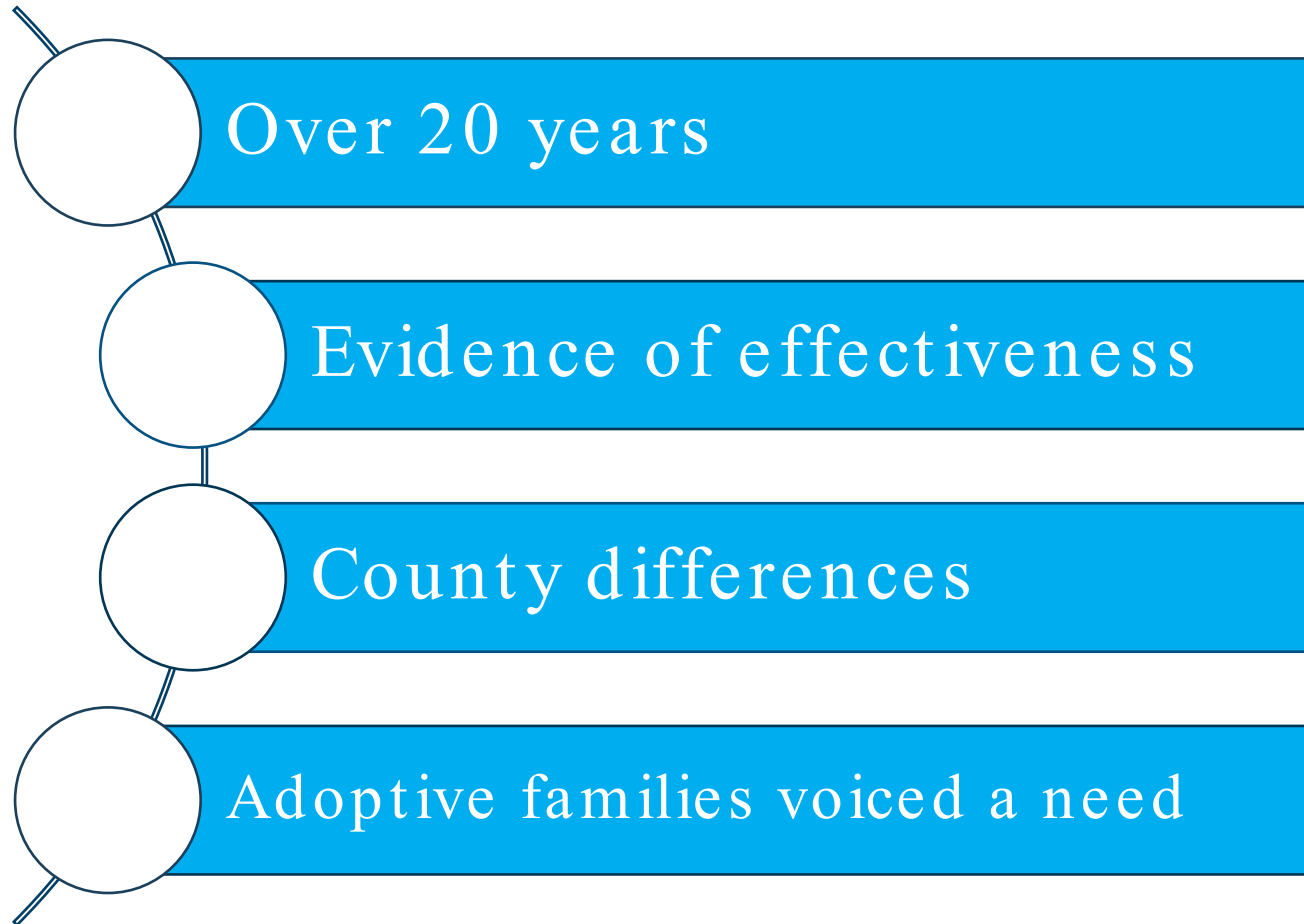 Over 20 years
Evidence of effectiveness
County differences
Adoptive families voiced a need